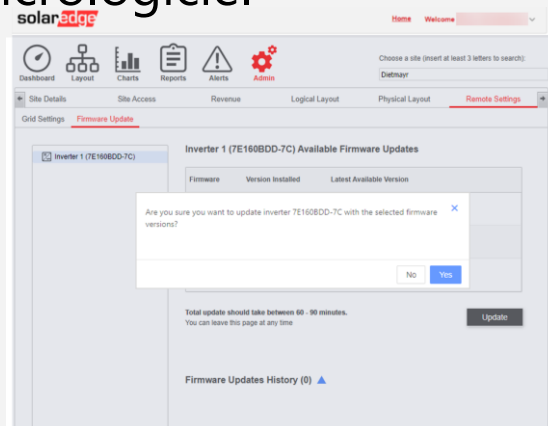 solaredge
Home Welcome
Choose a site (insert at least 3 letters to search):
Dashboard Layout Charts Reports Alerts Admin
Dietmayr
Site Details Site Access Revenue Logical Layout Physical Layout Remote Settings
Grid Settings Firmware Update
Inverter 1 (7E160BDD-7C)
Inverter 1 (7E160BDD-7C) Available Firmware Updates
Firmware Version Installed Latest Available Version
Are you sure you want to update inverter 7E160BDD-7C with the selected firmware
versions?
No Yes
Total update should take between 60 - 90 minutes.
You can leave this page at any time
Update
Firmware Updates History (0)